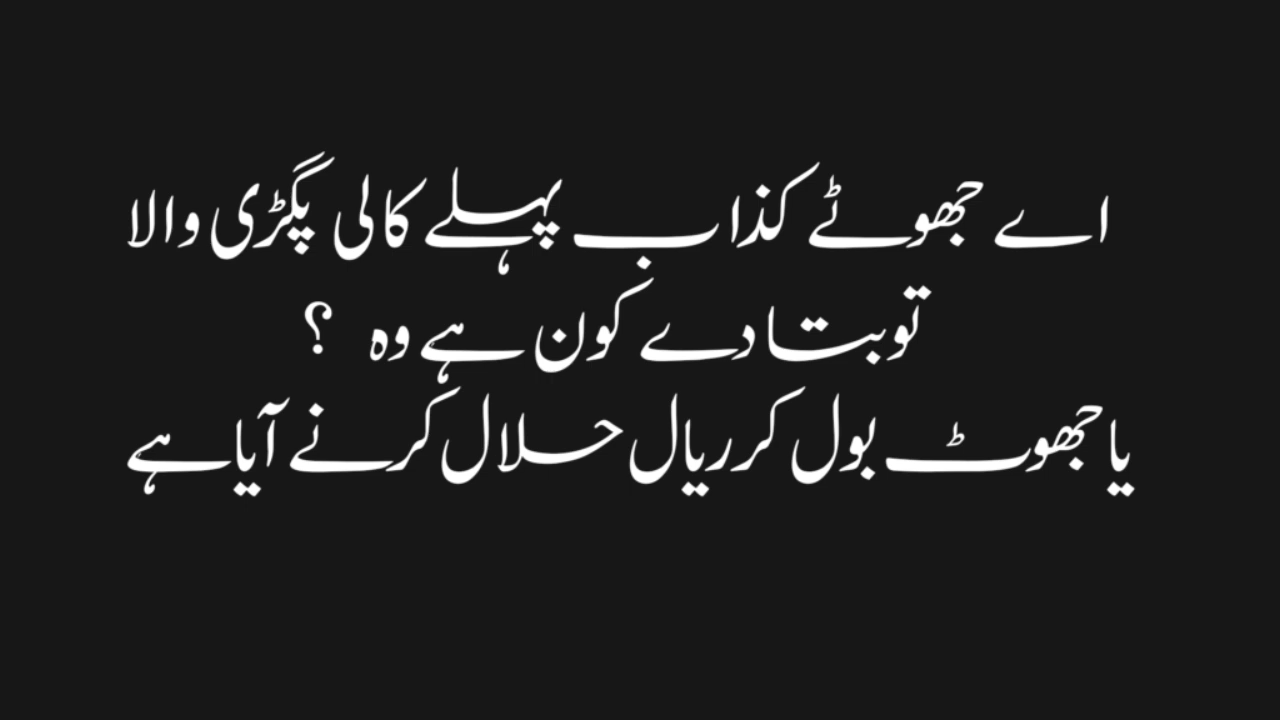 اے جھوٹے کذاب پہلے کالی پگڑی والا
تو بتا دے کون ہے وہ ؟
یا جھوٹ بول کر ریال حلال کرنے آیا ہے